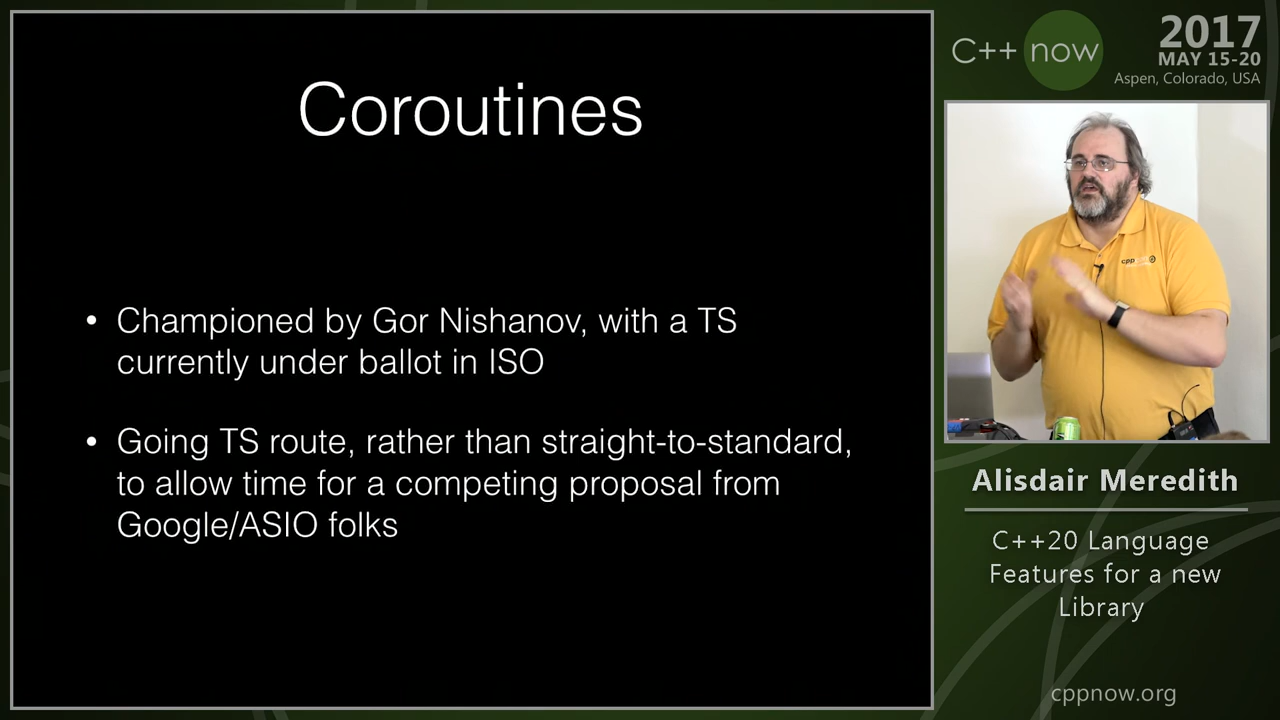 Coroutines
• Championed by Gor Nishanov, with a TS
currently under ballot in ISO
• Going TS route, rather than straight-to-standard,
to allow time for a competing proposal from
Google/ASIO folks
C++ now
2017
MAY 15-20
Aspen, Colorado, USA
cpp
Alisdair Meredith
C++20 Language
Features for a new
Library
cppnow.org